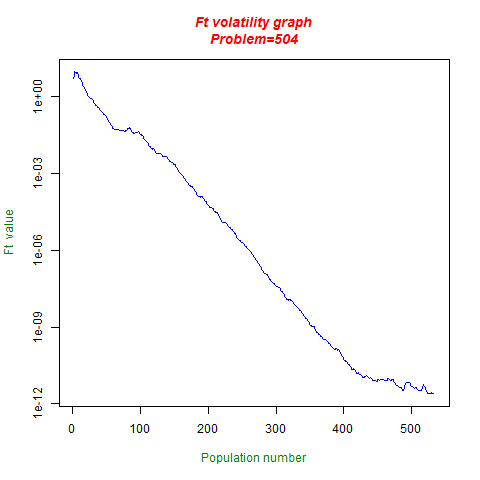 Ft volatility graph
Problem=504
1e+00
1e-03
1e-06
1e-09
1e-12
Ft value
0 100 200 300 400 500
Population number